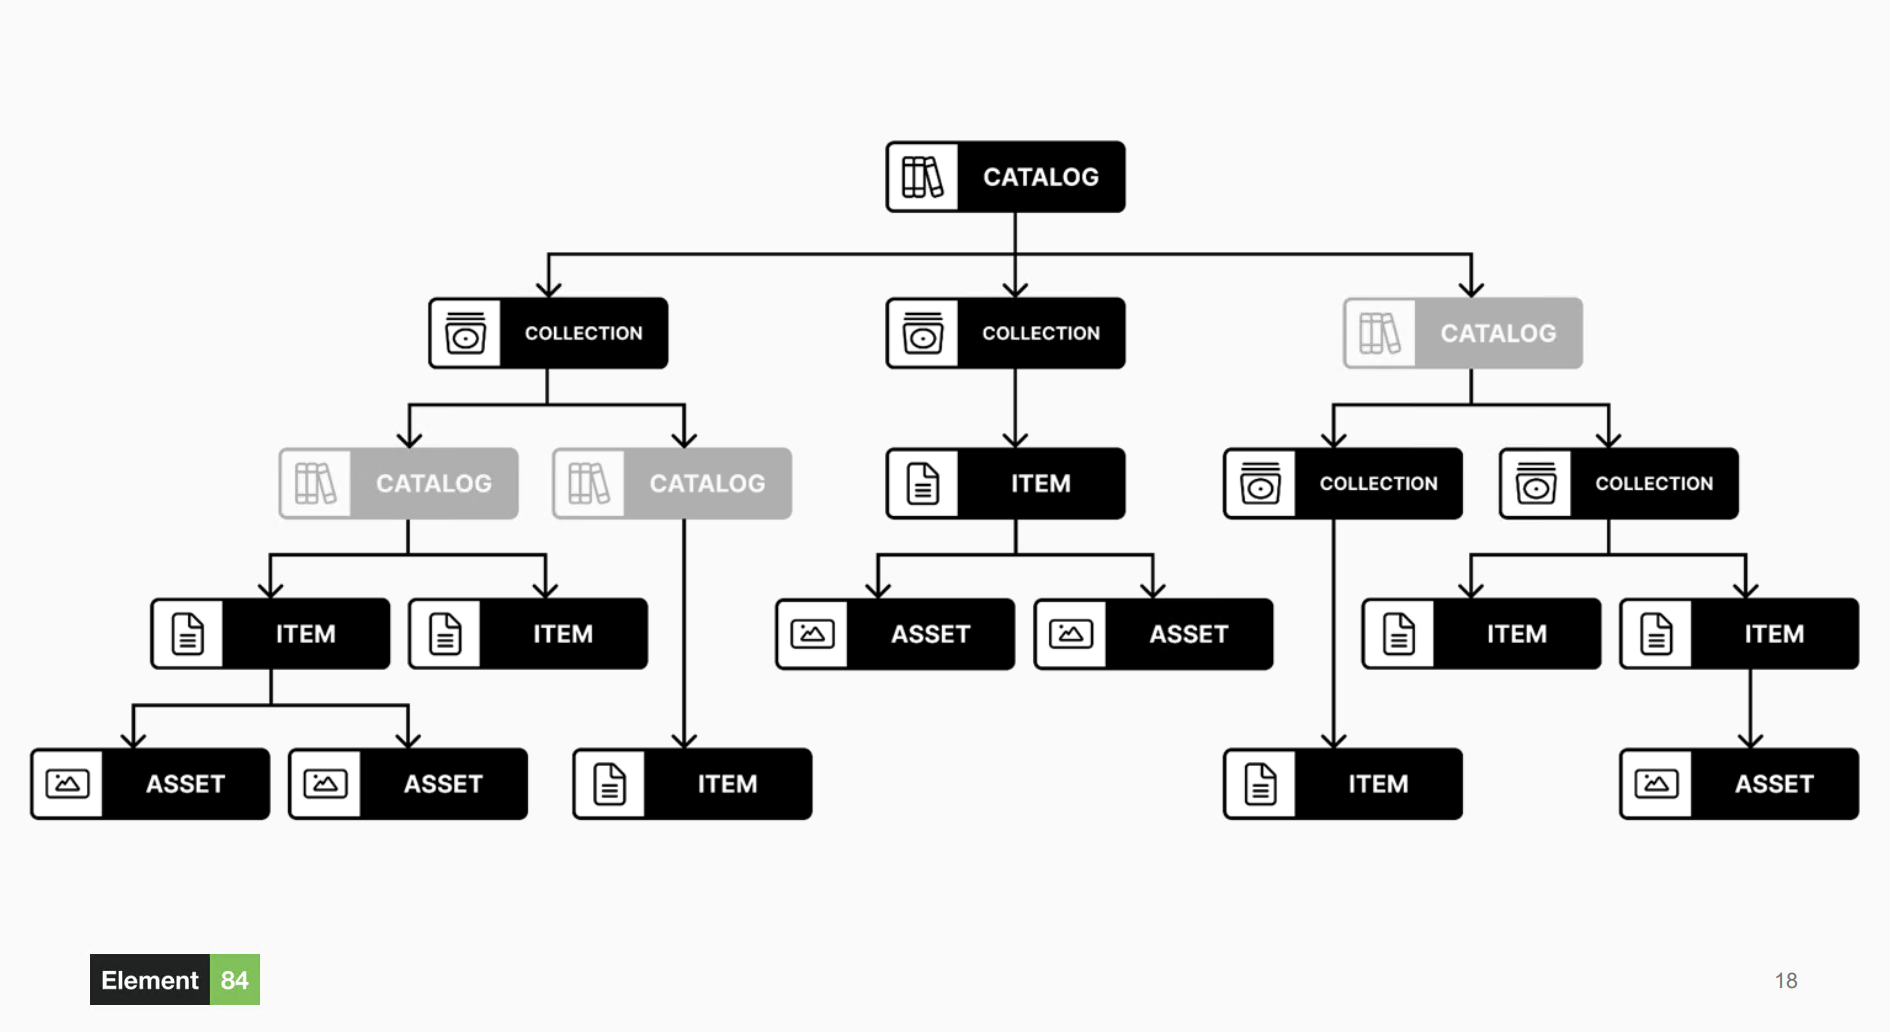 CATALOG
COLLECTION
COLLECTION
CATALOG
CATALOG
CATALOG
ITEM
COLLECTION
COLLECTION
ITEM
ITEM
ASSET
ASSET
ITEM
ITEM
ASSET
ASSET
ITEM
ITEM
ASSET
Element 84
18